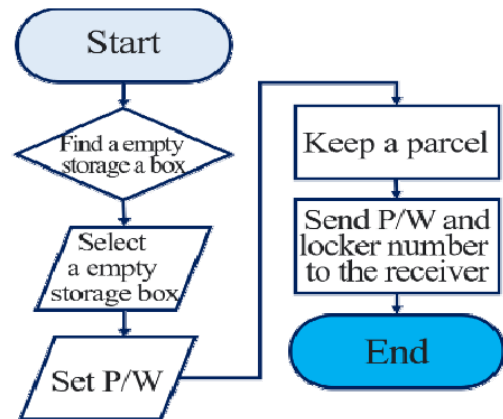 Start
Find a empty
storage a box
Select
a empty
storage box
Set P/W
Keep a parcel
Send P/W and
locker number
to the receiver
End